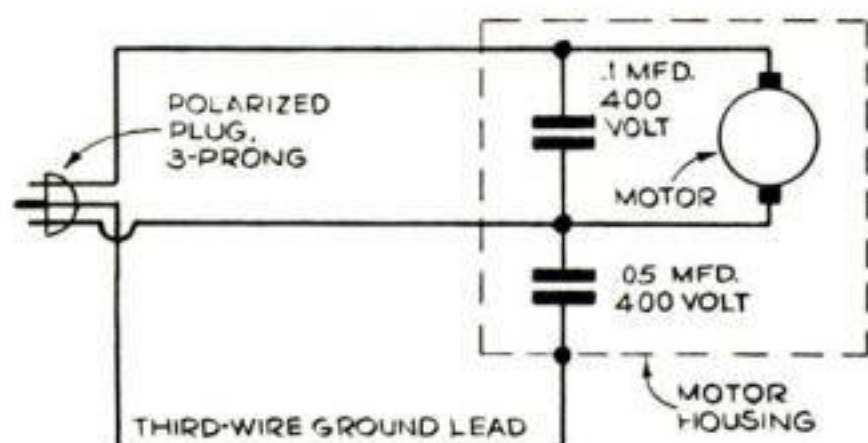 POLARIZED
PLUG,
3-PRONG
.1 MFD.
400
VOLT
MOTOR
05 MFD.
400 VOLT
MOTOR
HOUSING
THIRD-WIRE GROUND LEAD